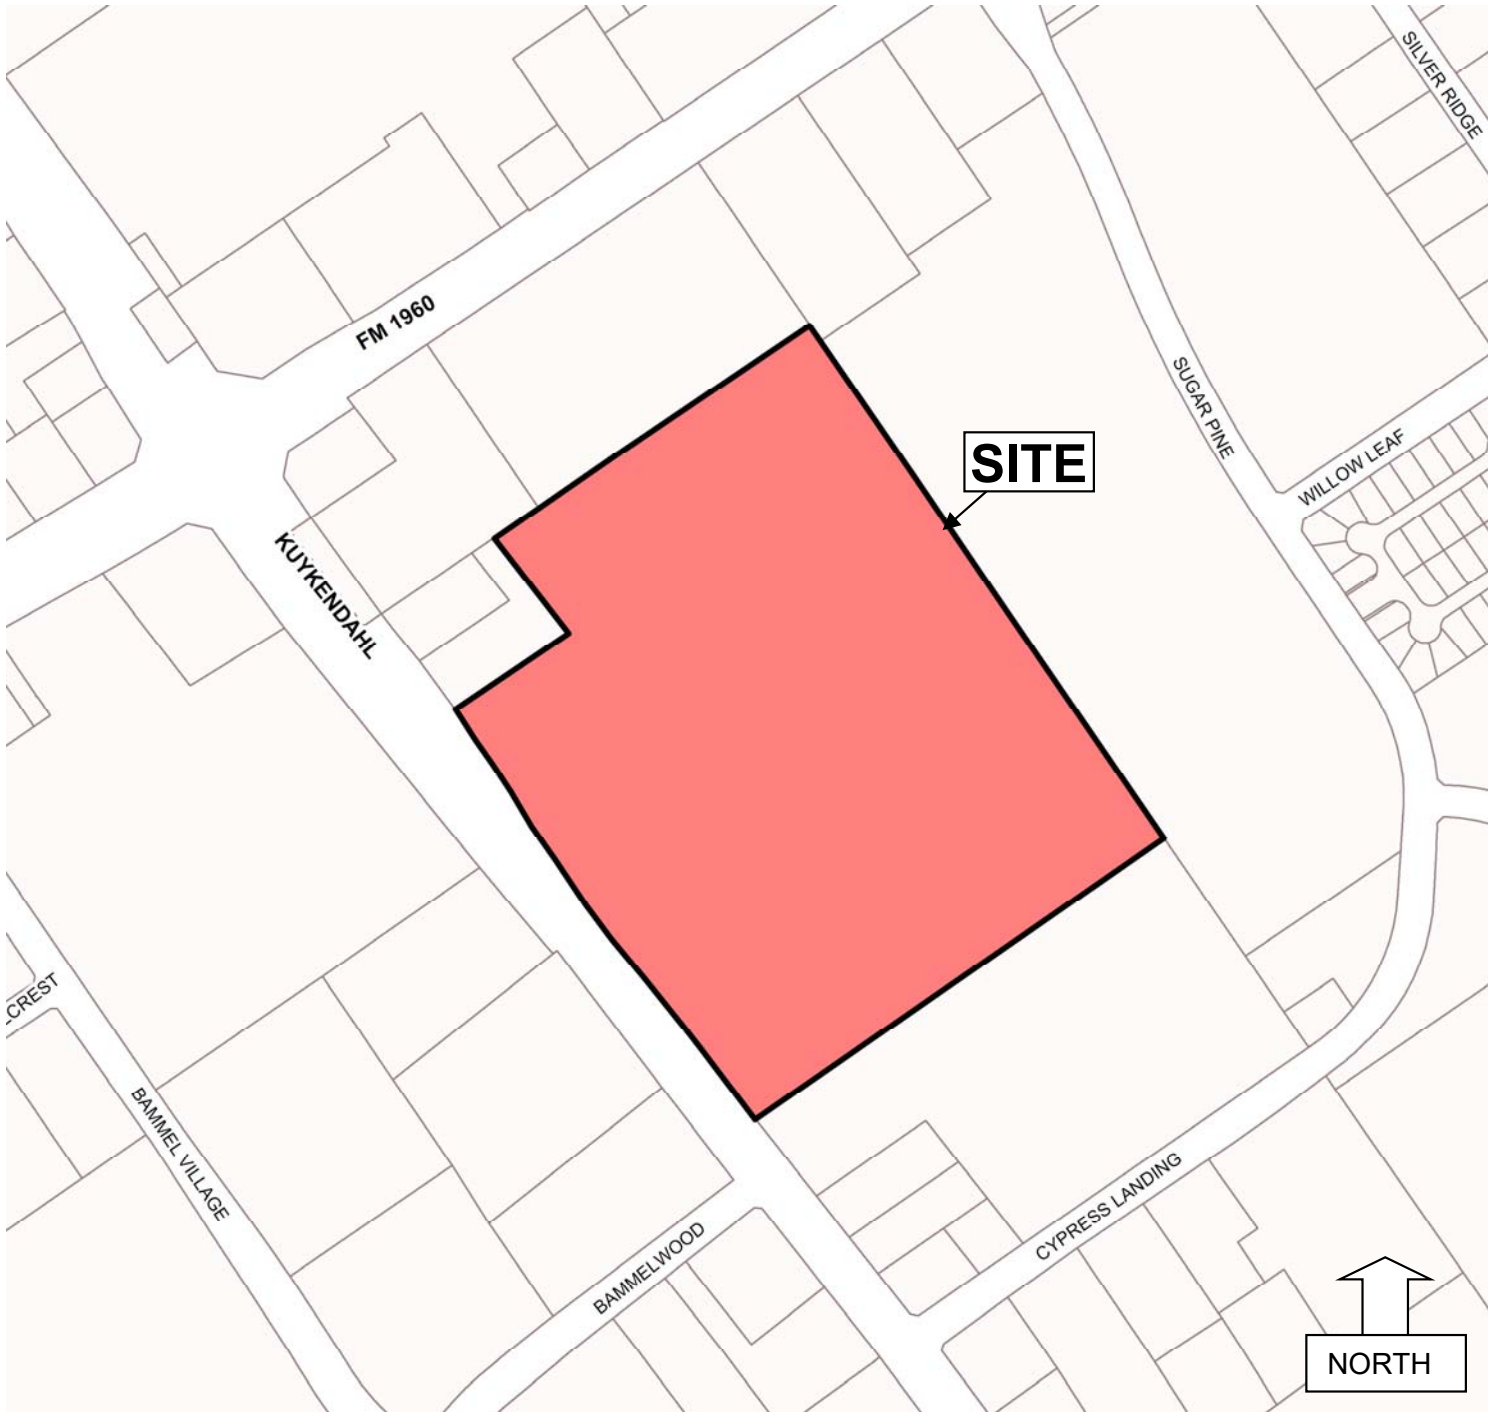 SILVER RIDGE
FM 1960
SUGAR PINE
SITE
WILLOW LEAF
KUYKENDAHL
CREST
BAMMEL VILLAGE
CYPRESS LANDING
BAMMELWOOD
NORTH